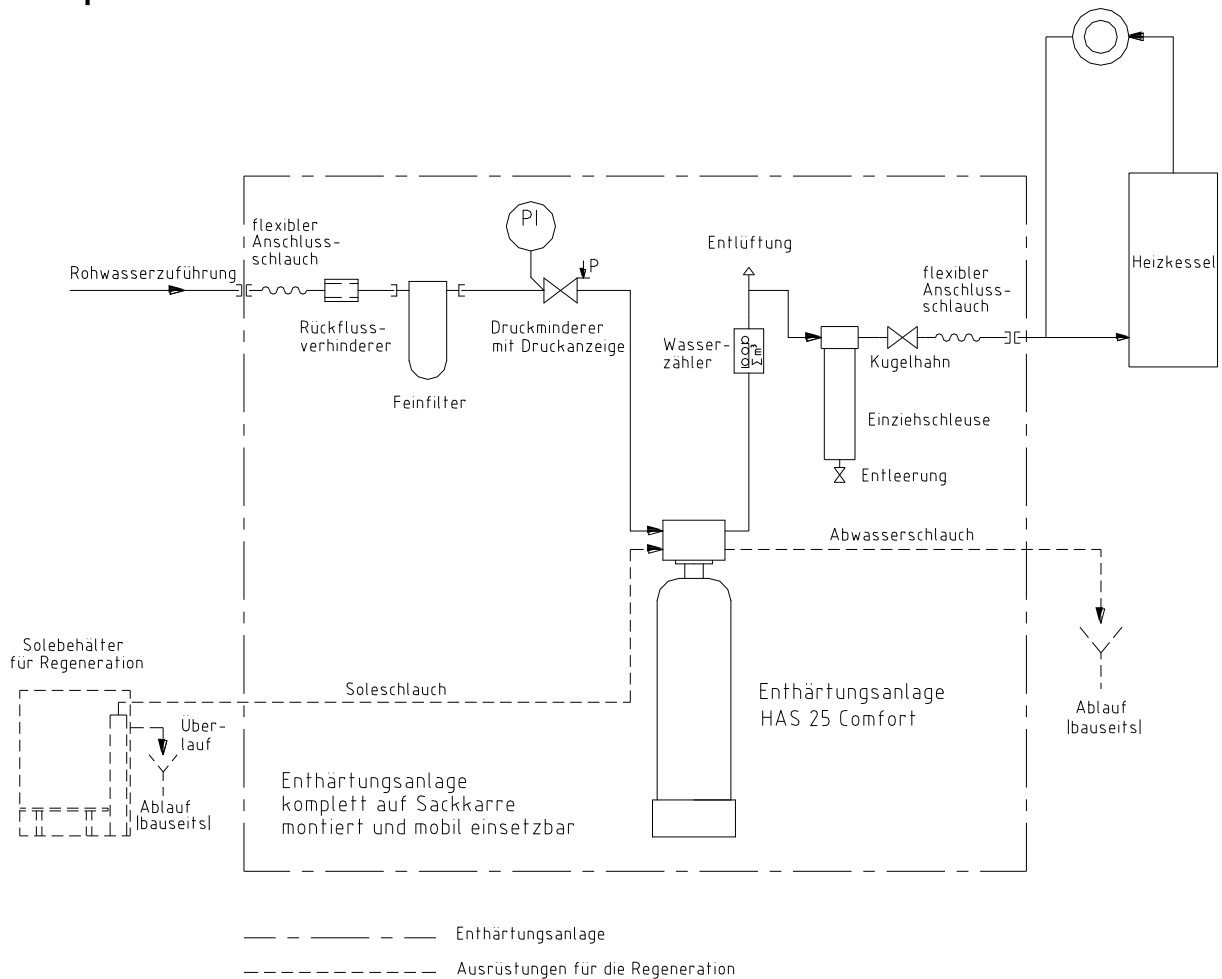 flexibler
Anschluss-
schlauch
Rohwasserzuführung
Rückfluss-
verhinderer
Feinfilter
PI
P
Druckminderer
mit Druckanzeige
Entlüftung
Wasser-
zähler
Σm³
flexibler
Anschluss-
schlauch
Kugelhahn
Einziehschleuse
Entleerung
Heizkessel
Abwasserschlauch
Ablauf
|bauseits|
Solebehälter
für Regeneration
Soleschlauch
Über-
lauf
Ablauf
|bauseits|
Enthärtungsanlage
HAS 25 Comfort
Enthärtungsanlage
komplett auf Sackkarre
montiert und mobil einsetzbar
Enthärtungsanlage
Ausrüstungen für die Regeneration